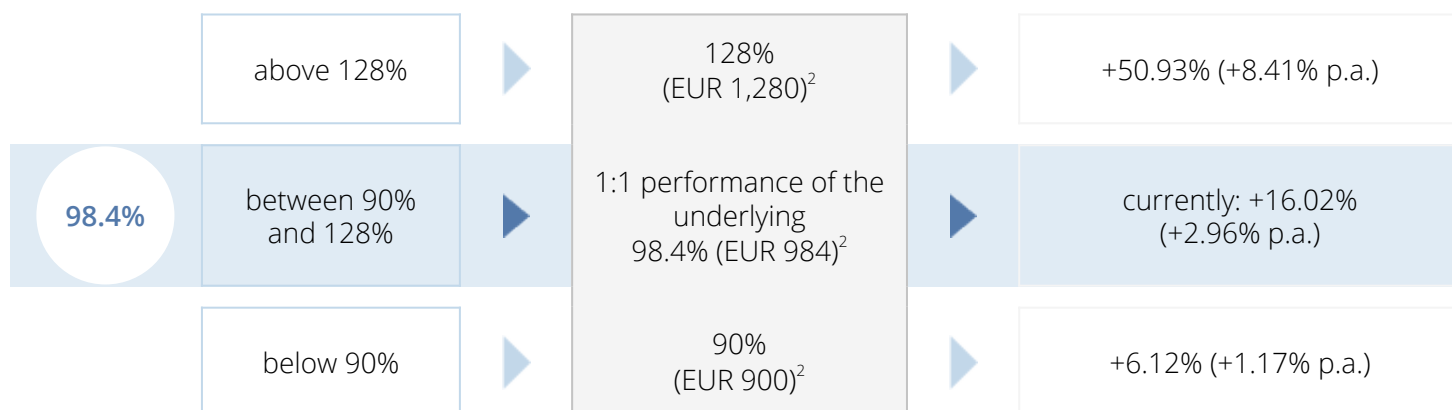 above 128%
128%
(EUR 1,280)²
+50.93% (+8.41% p.a.)
98.4%
between 90%
and 128%
1:1 performance of the
underlying
98.4% (EUR 984)²
currently: +16.02%
(+2.96% p.a.)
below 90%
90%
(EUR 900)²
+6.12% (+1.17% p.a.)